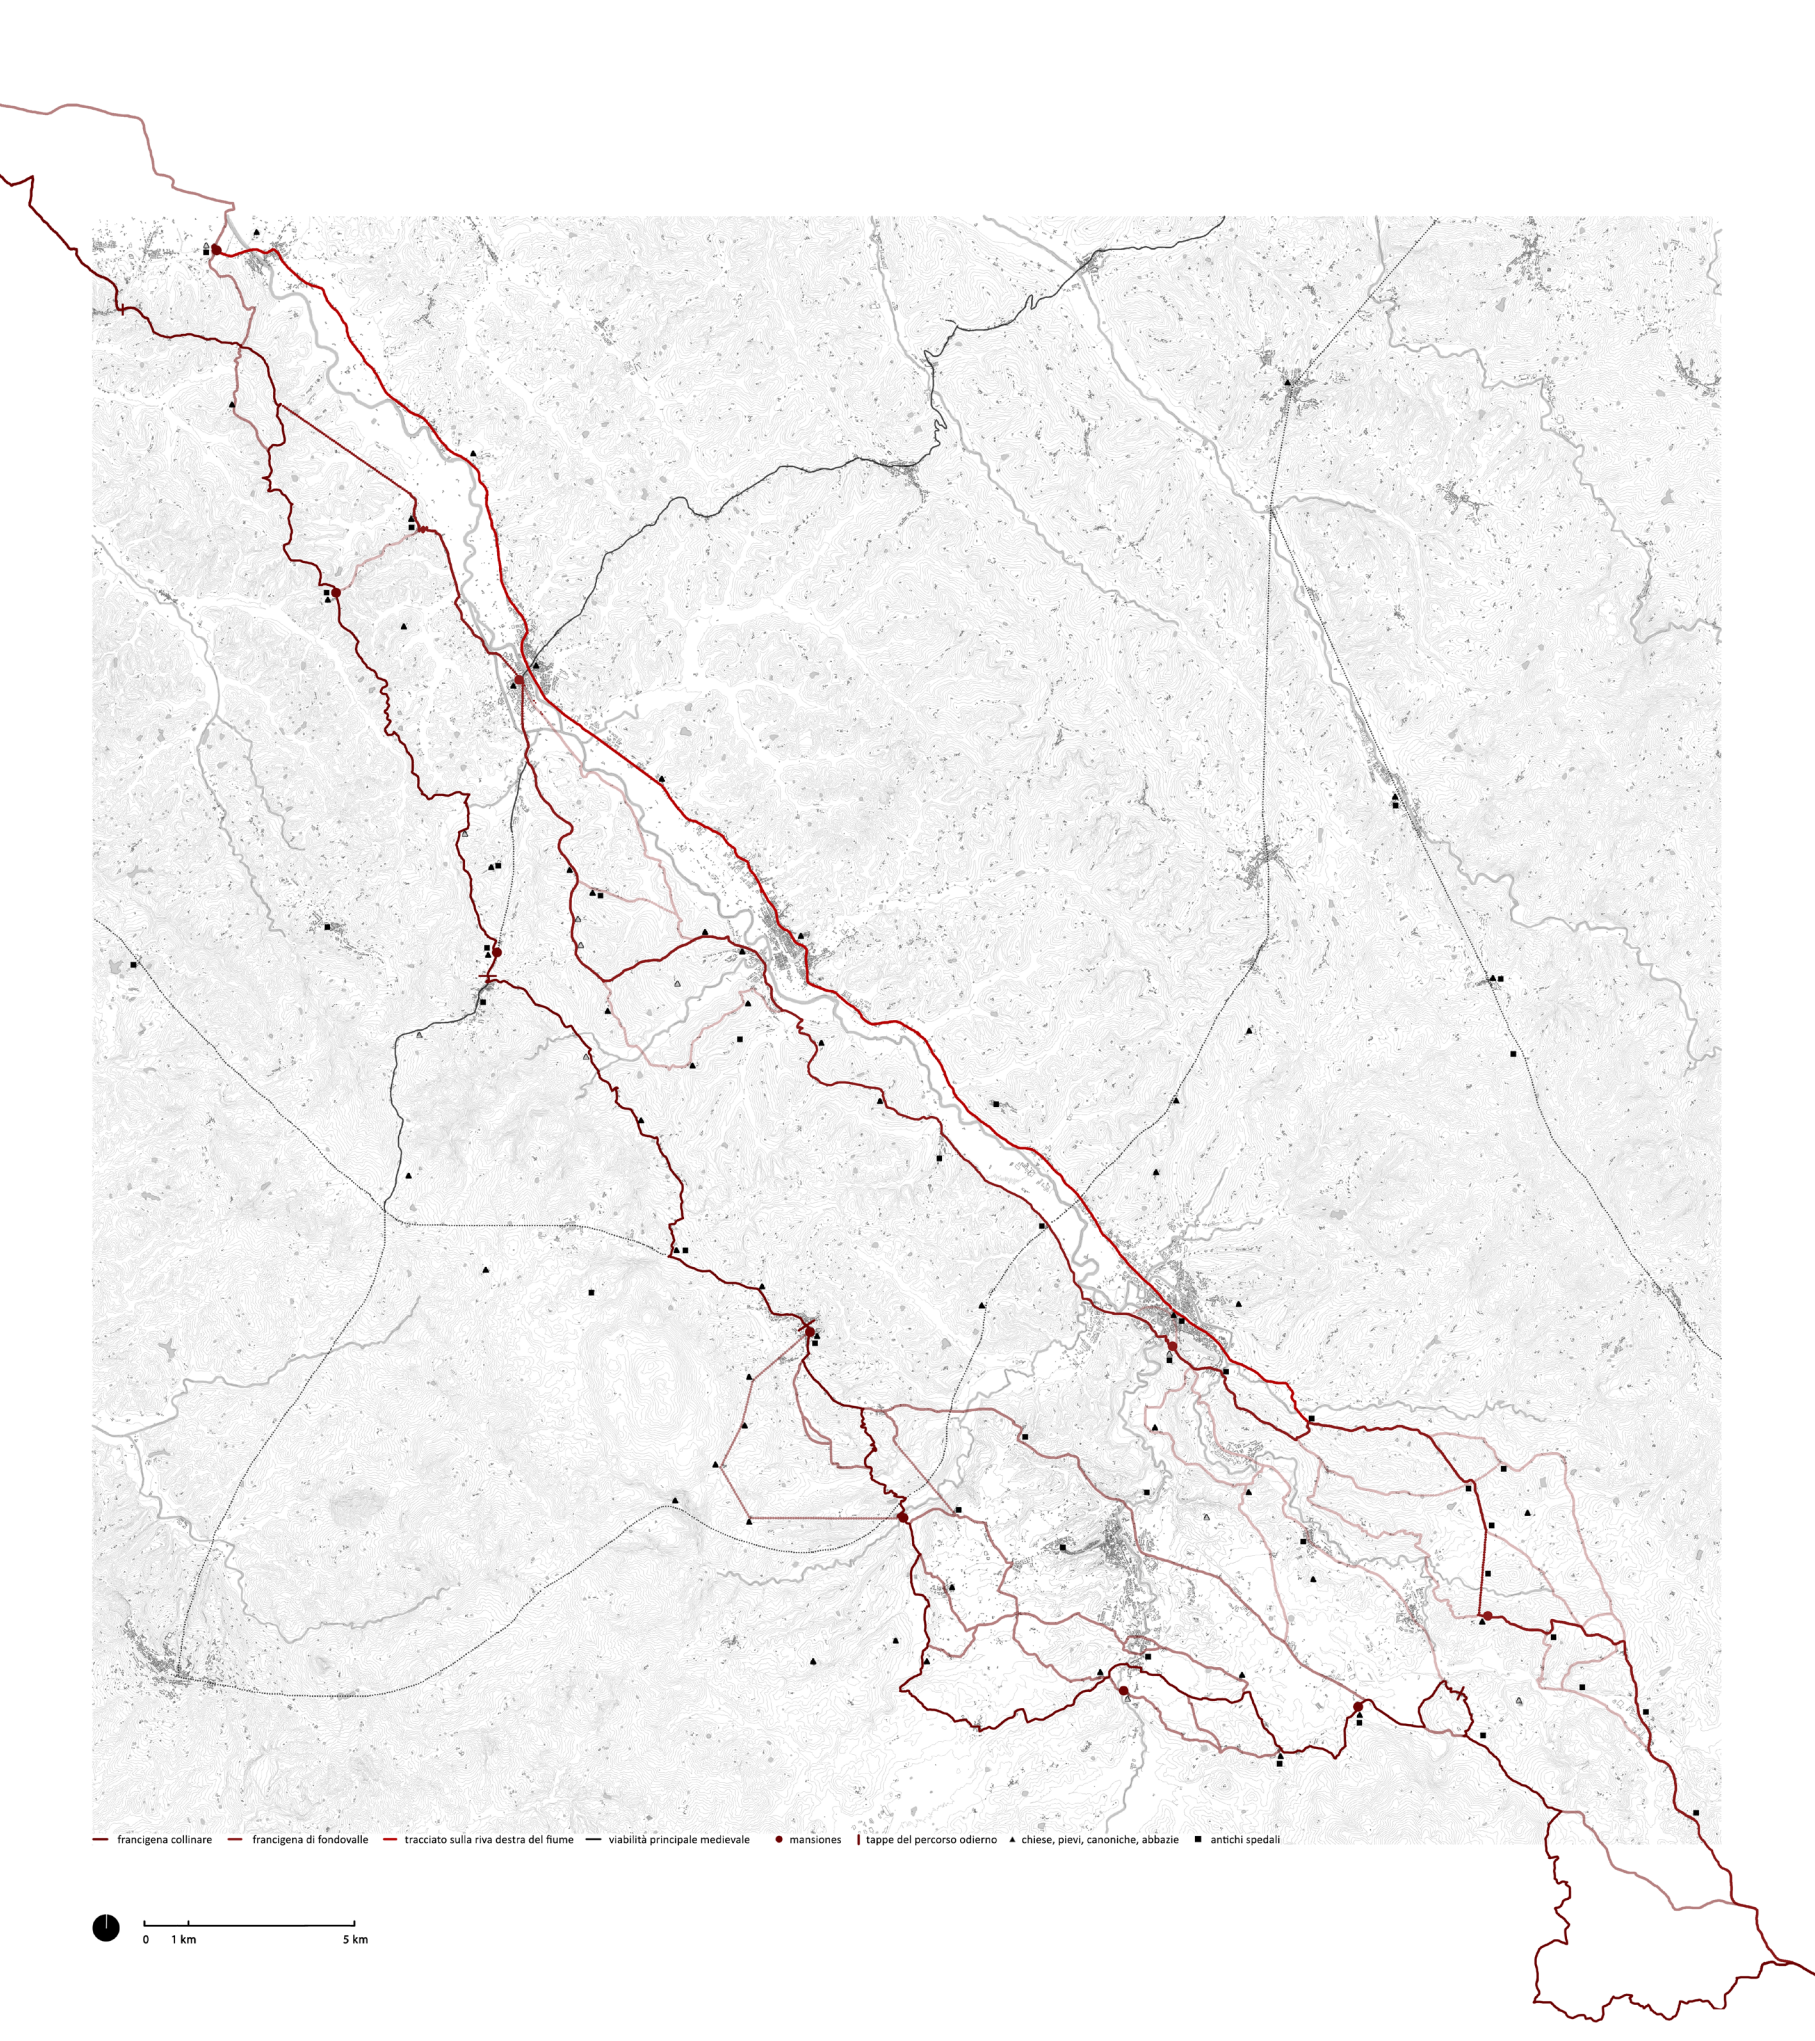 francigena collinare francigena di fondovalle tracciato sulla riva destra del fiume viabilità principale medievale mansiones tappe del percorso odierno chiese, pievi, canoniche, abbazie antichi spedali
0 1 km 5 km